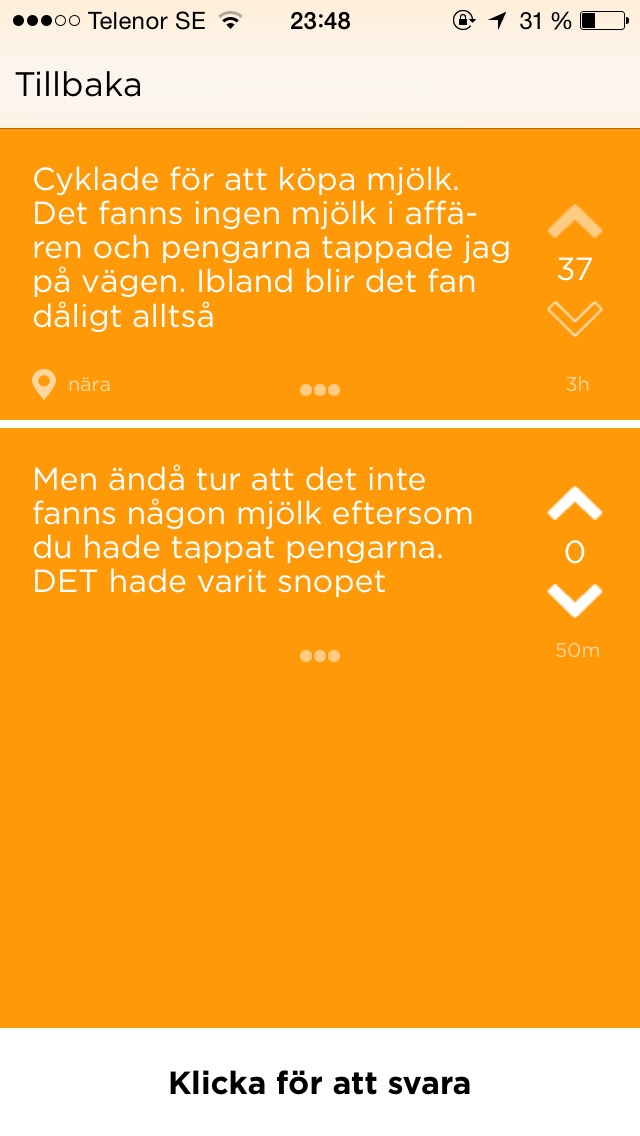 Telenor SE 23:48 31 %
Tillbaka
Cyklade för att köpa mjölk.
Det fanns ingen mjölk i affä-
ren och pengarna tappade jag
på vägen. Ibland blir det fan
dåligt alltså
37
nära
3h
Men ändå tur att det inte
fanns någon mjölk eftersom
du hade tappat pengarna.
DET hade varit snopet
0
50m
Klicka för att svara